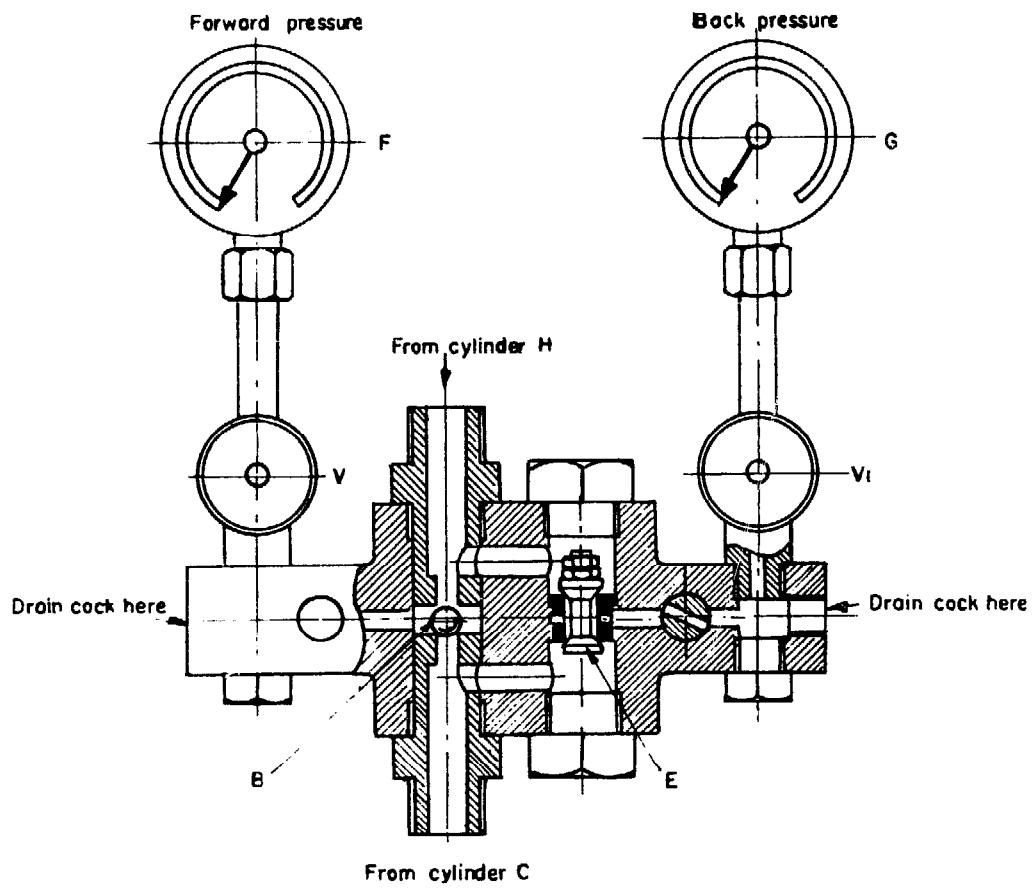 Forward pressure
Back pressure
F
G
From cylinder H
V
V1
Drain cock here
Drain cock here
B
E
From cylinder C